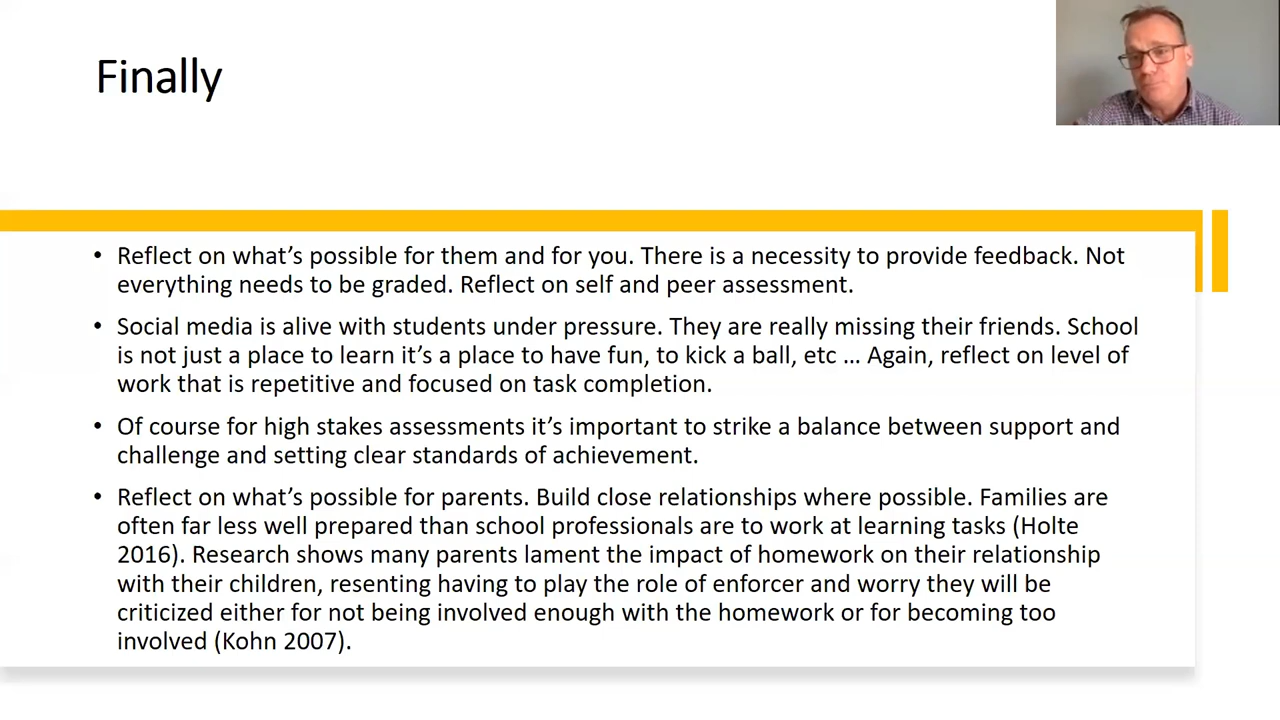 Finally
• Reflect on what's possible for them and for you. There is a necessity to provide feedback. Not
everything needs to be graded. Reflect on self and peer assessment.
• Social media is alive with students under pressure. They are really missing their friends. School
is not just a place to learn it's a place to have fun, to kick a ball, etc … Again, reflect on level of
work that is repetitive and focused on task completion.
• Of course for high stakes assessments it's important to strike a balance between support and
challenge and setting clear standards of achievement.
• Reflect on what's possible for parents. Build close relationships where possible. Families are
often far less well prepared than school professionals are to work at learning tasks (Holte
2016). Research shows many parents lament the impact of homework on their relationship
with their children, resenting having to play the role of enforcer and worry they will be
criticized either for not being involved enough with the homework or for becoming too
involved (Kohn 2007).